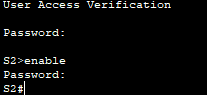 User Access Verification
Password:
S2>enable
Password:
S2#